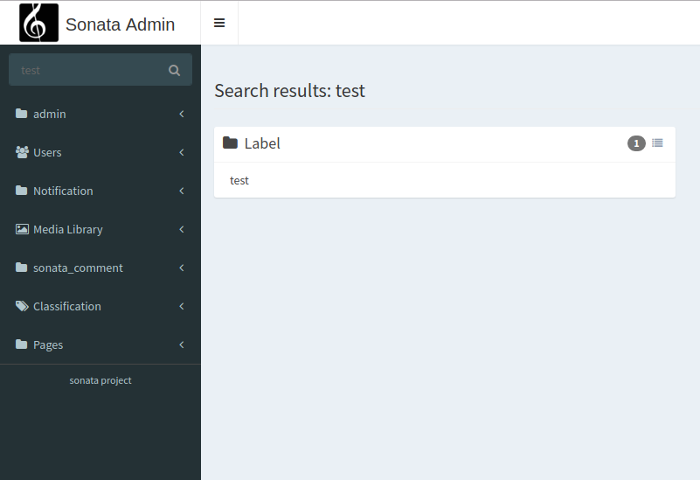 Sonata Admin
test
admin
Users
Notification
Media Library
sonata_comment
Classification
Pages
sonata project
Search results: test
Label 1
test